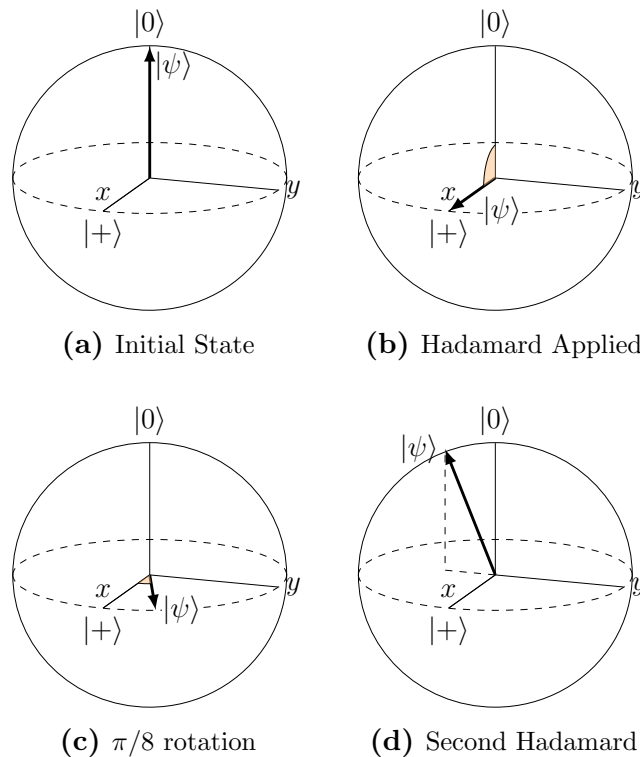 |0⟩
|ψ⟩
x
y
|+⟩
(a) Initial State
|0⟩
x
|ψ⟩
y
|+⟩
(b) Hadamard Applied
|0⟩
x
y
|ψ⟩
|+⟩
(c) π/8 rotation
|0⟩
|ψ⟩
x
y
|+⟩
(d) Second Hadamard